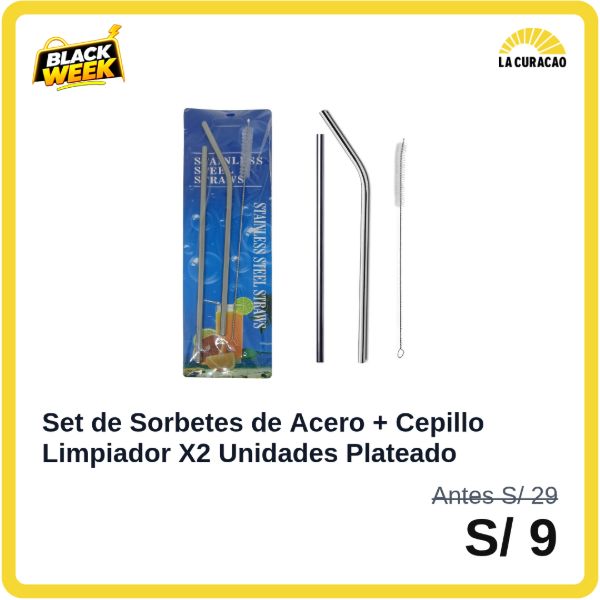 BLACK
WEEK
LA CURACAO
STAINLESS
STEEL
STRAWS
STAINLESS STEEL STRAWS
Set de Sorbetes de Acero + Cepillo
Limpiador X2 Unidades Plateado
Antes S/ 29
S/ 9